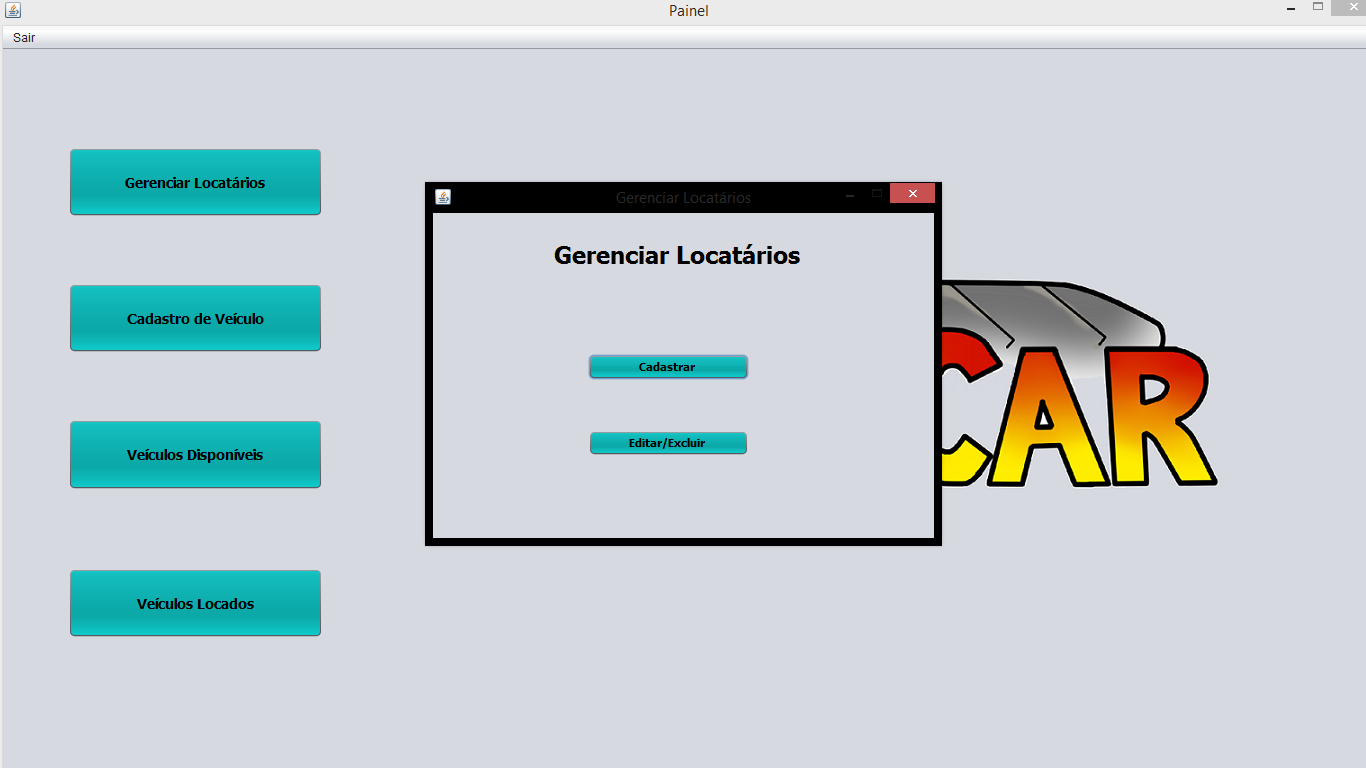 Painel
Sair
Gerenciar Locatários
Cadastro de Veículo
Veículos Disponíveis
Veículos Locados
Gerenciar Locatários
Gerenciar Locatários
Cadastrar
Editar/Excluir
CAR